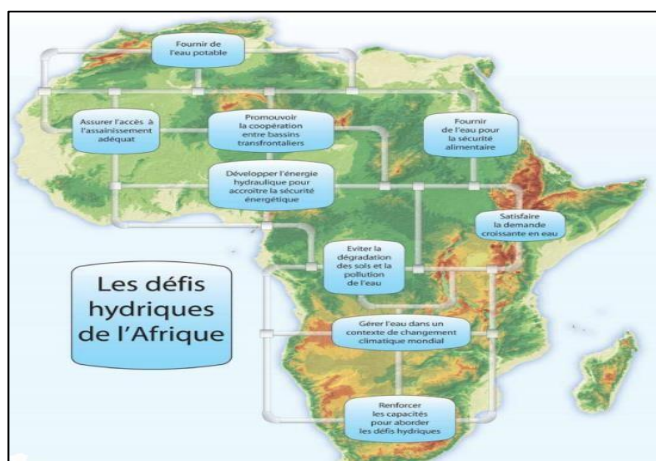 Fournir de
l'eau potable
Assurer l'accès à
l'assainissement
adéquat
Promouvoir
la coopération
entre bassins
transfrontaliers
Fournir
de l'eau pour
la sécurité
alimentaire
Développer l'énergie
hydraulique pour
accroître la sécurité
énergétique
Satisfaire
la demande
croissante en eau
Eviter la
dégradation
des sols et la
pollution
de l'eau
Les défis
hydriques
de l'Afrique
Gérer l'eau dans un
contexte de changement
climatique mondial
Renforcer
les capacités
pour aborder
les défis hydriques